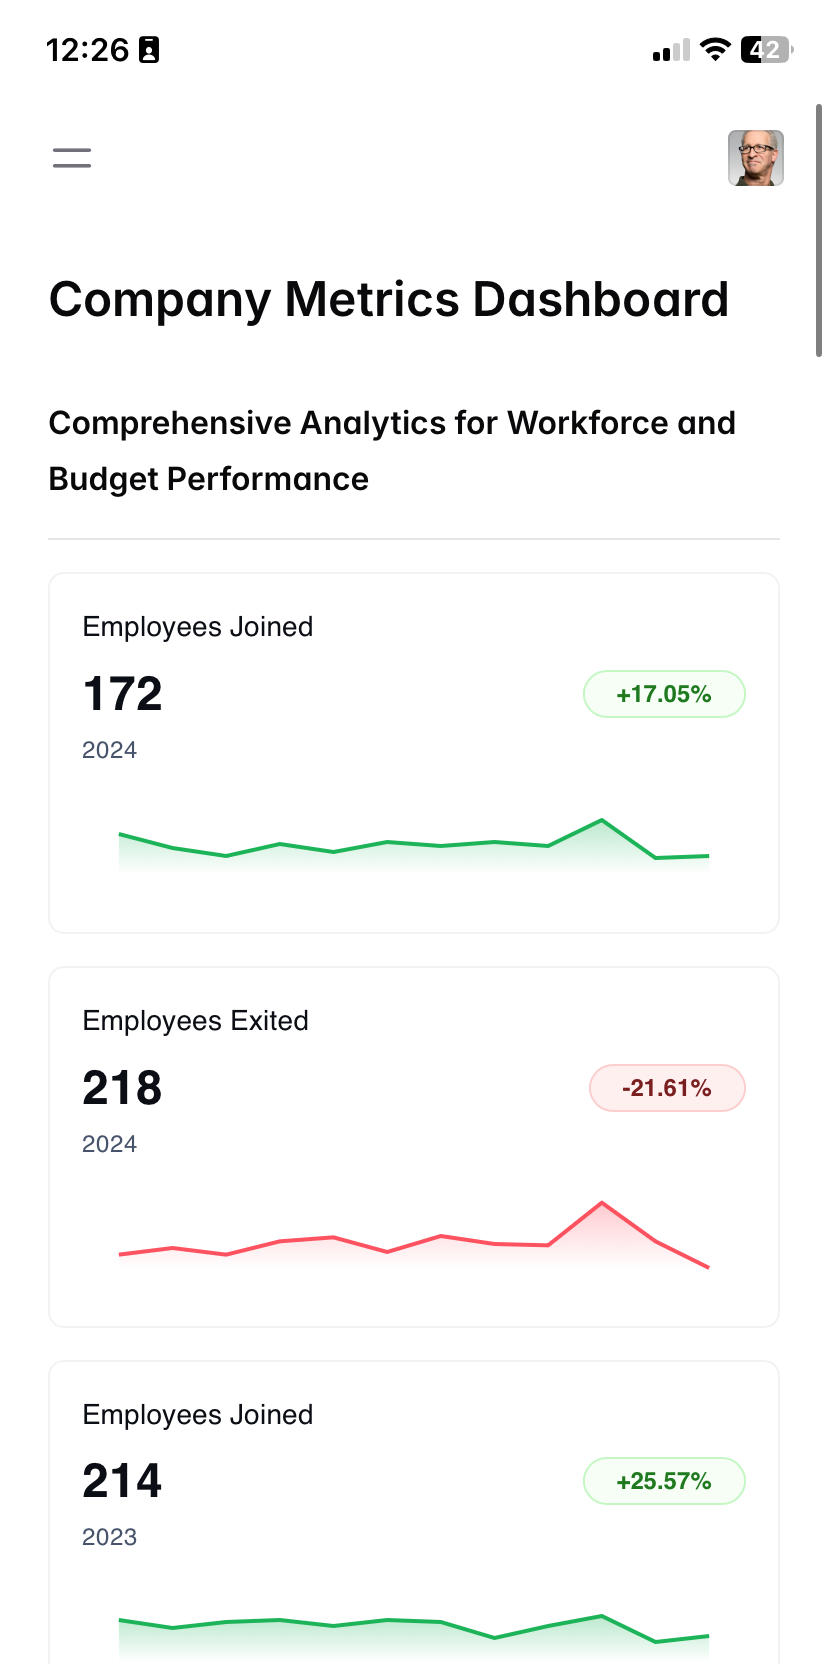 12:26
42
Company Metrics Dashboard
Comprehensive Analytics for Workforce and
Budget Performance
Employees Joined
172
+17.05%
2024
Employees Exited
218
-21.61%
2024
Employees Joined
214
+25.57%
2023